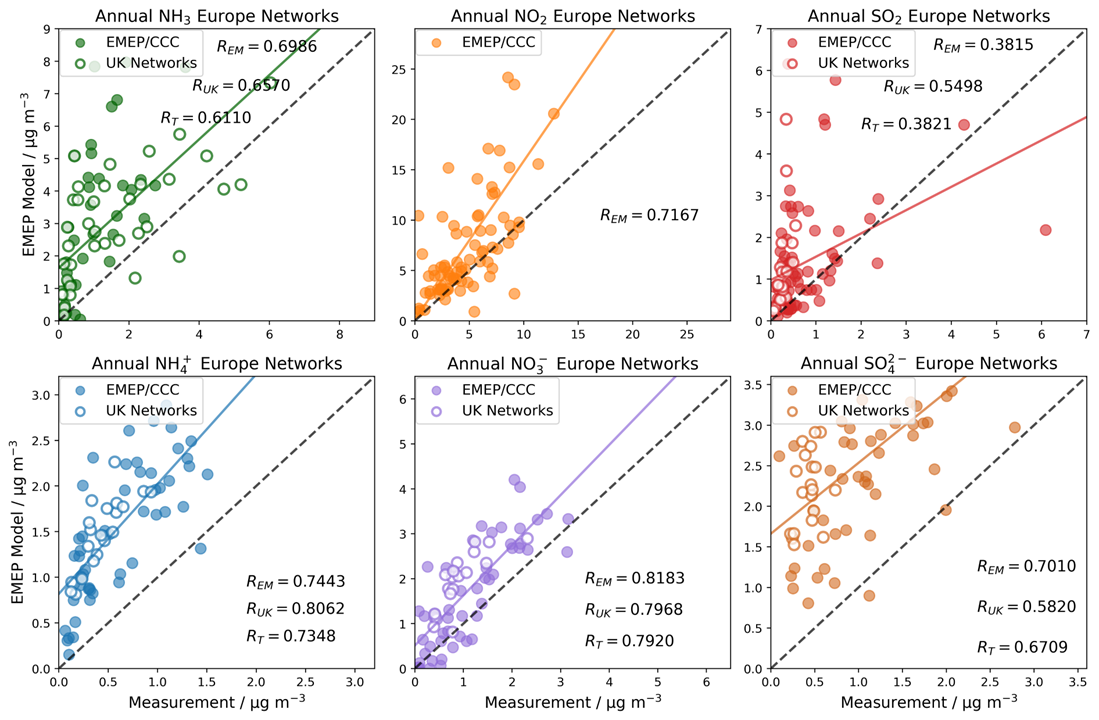 Annual NH₃ Europe Networks
EMEP/CCC
UK Networks
R_EM = 0.6986
R_UK = 0.6570
R_T = 0.6110
EMEP Model / µg m⁻³
9
8
7
6
5
4
3
2
1
0
0 2 4 6 8
Annual NO₂ Europe Networks
EMEP/CCC
R_EM = 0.7167
25
20
15
10
5
0
0 5 10 15 20 25
Annual SO₂ Europe Networks
EMEP/CCC
UK Networks
R_EM = 0.3815
R_UK = 0.5498
R_T = 0.3821
7
6
5
4
3
2
1
0
0 1 2 3 4 5 6 7
Annual NH₄⁺ Europe Networks
EMEP/CCC
UK Networks
R_EM = 0.7443
R_UK = 0.8062
R_T = 0.7348
EMEP Model / µg m⁻³
3.0
2.5
2.0
1.5
1.0
0.5
0.0
0.0 0.5 1.0 1.5 2.0 2.5 3.0
Measurement / µg m⁻³
Annual NO₃⁻ Europe Networks
EMEP/CCC
UK Networks
R_EM = 0.8183
R_UK = 0.7968
R_T = 0.7920
6
5
4
3
2
1
0
0 1 2 3 4 5 6
Measurement / µg m⁻³
Annual SO₄²⁻ Europe Networks
EMEP/CCC
UK Networks
R_EM = 0.7010
R_UK = 0.5820
R_T = 0.6709
3.5
3.0
2.5
2.0
1.5
1.0
0.5
0.0
0.0 0.5 1.0 1.5 2.0 2.5 3.0 3.5
Measurement / µg m⁻³